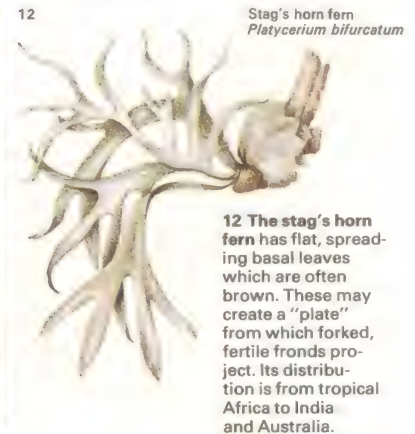 12
Stag's horn fern
Platycerium bifurcatum
12 The stag's horn
fern has flat, spread-
ing basal leaves
which are often
brown. These may
create a "plate"
from which forked,
fertile fronds pro-
ject. Its distribu-
tion is from tropical
Africa to India
and Australia.